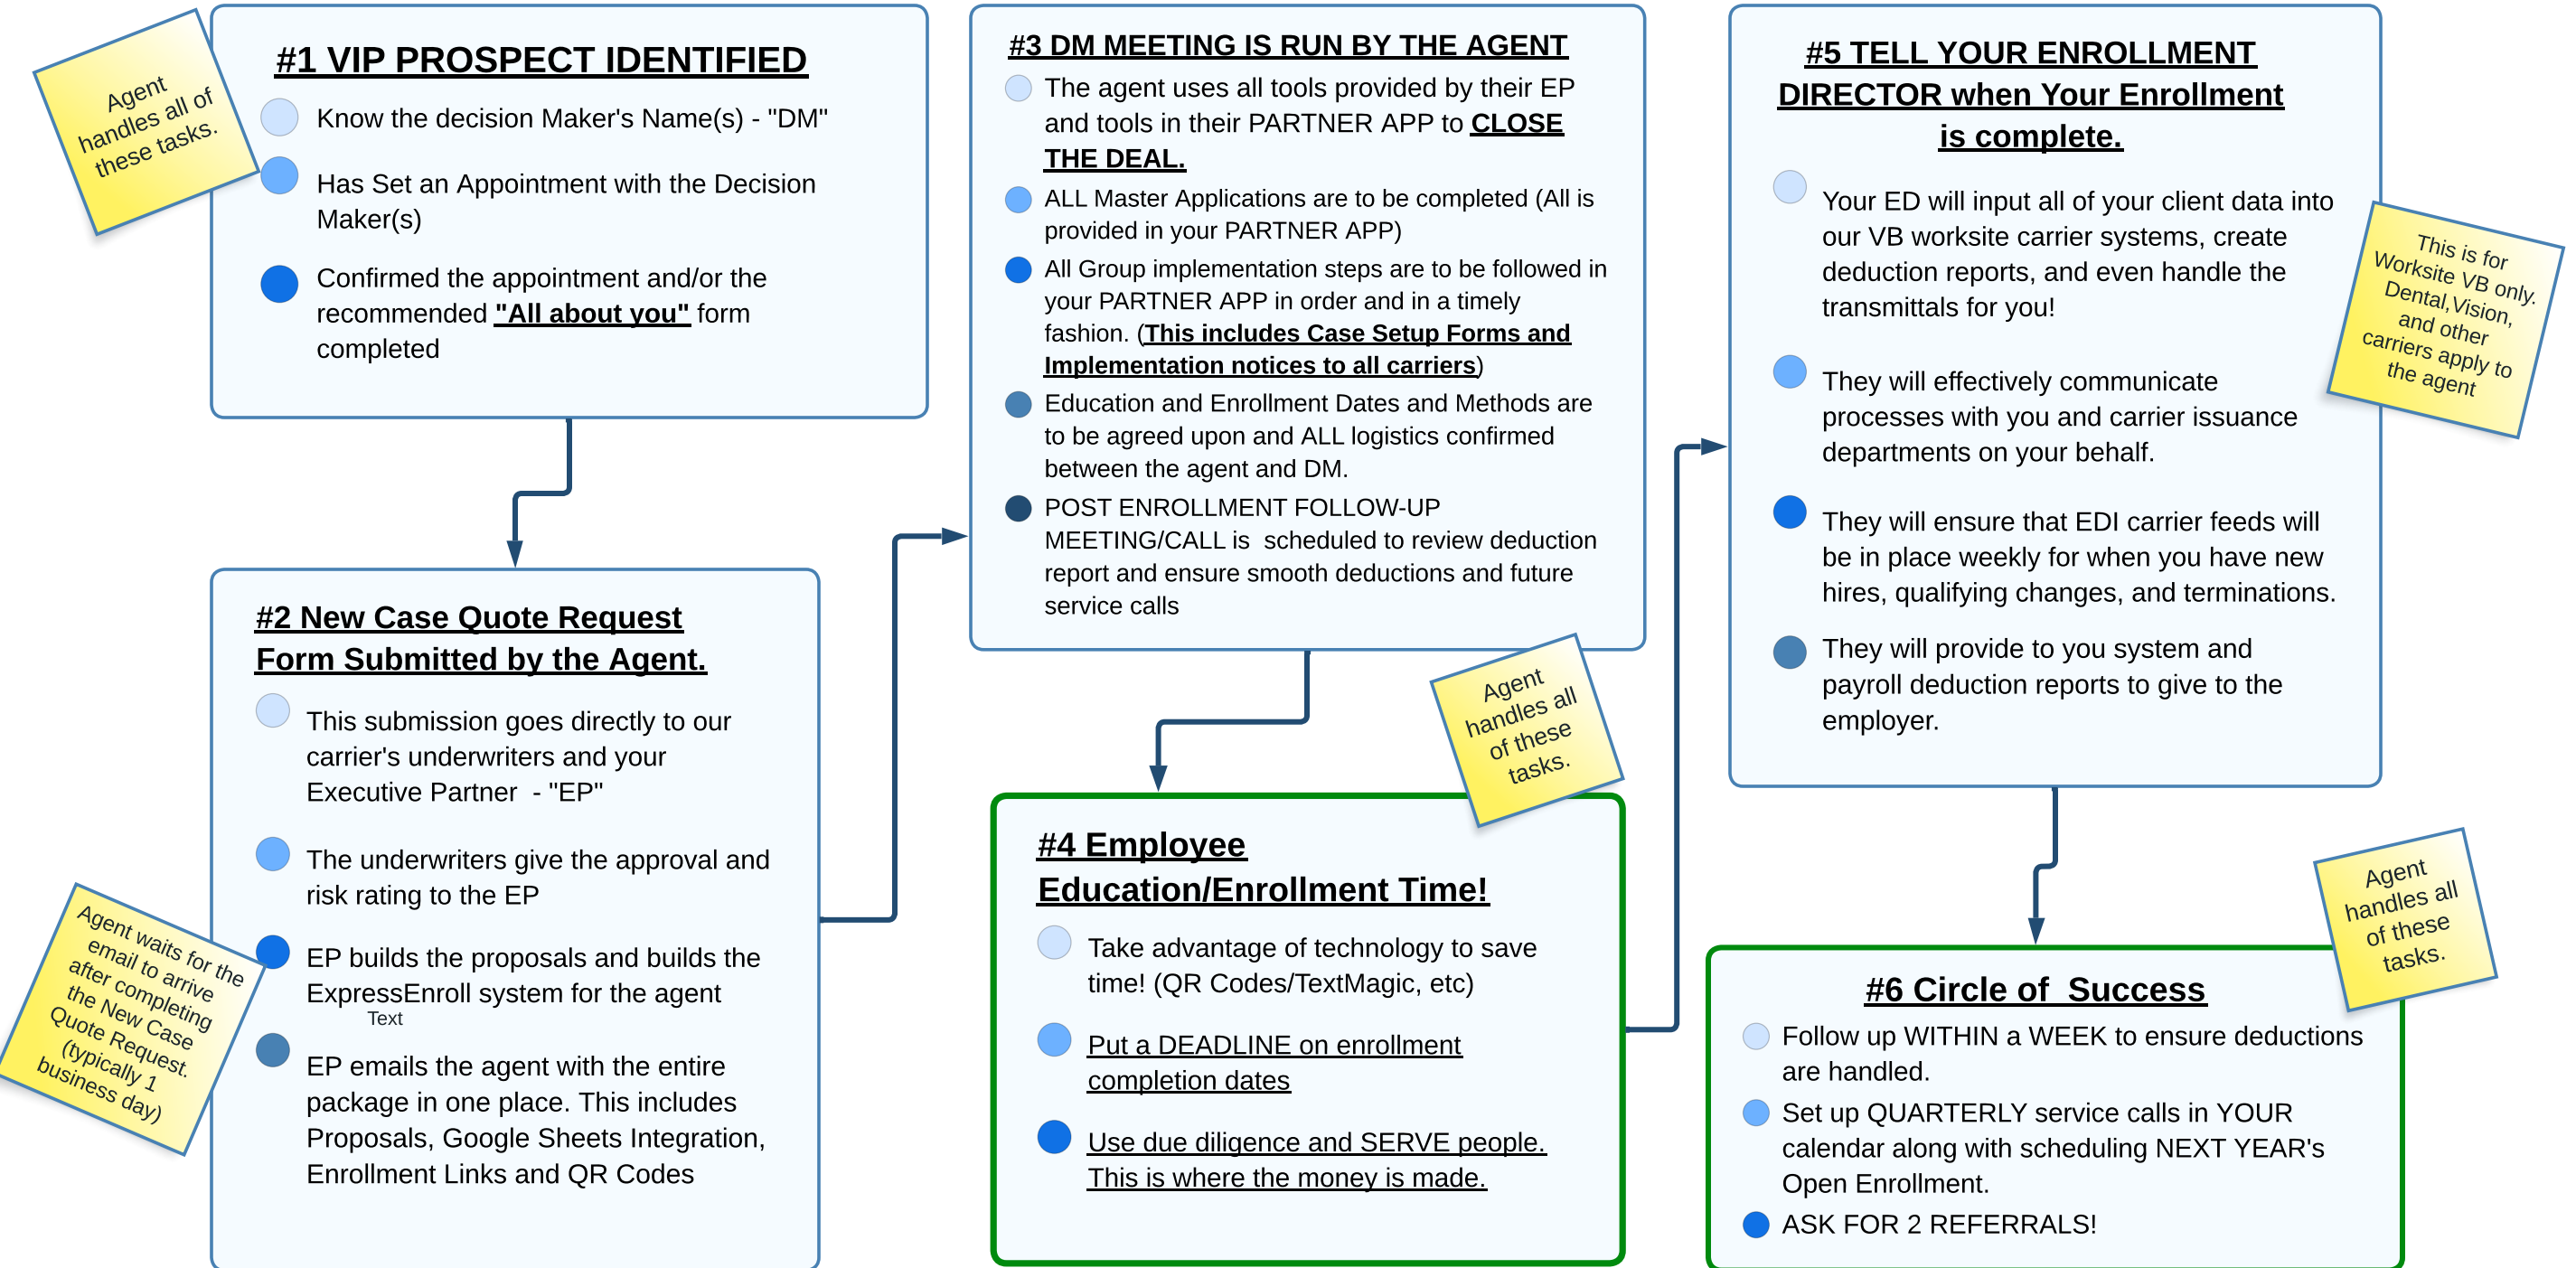 Agent
handles all of
these tasks.
#1 VIP PROSPECT IDENTIFIED
Know the decision Maker's Name(s) - "DM"
Has Set an Appointment with the Decision
Maker(s)
Confirmed the appointment and/or the
recommended "All about you" form
completed
#2 New Case Quote Request
Form Submitted by the Agent.
This submission goes directly to our
carrier's underwriters and your
Executive Partner  - "EP"
The underwriters give the approval and
risk rating to the EP
EP builds the proposals and builds the
ExpressEnroll system for the agent
Text
EP emails the agent with the entire
package in one place. This includes
Proposals, Google Sheets Integration,
Enrollment Links and QR Codes
Agent waits for the
email to arrive
after completing
the New Case
Quote Request.
(typically 1
business day)
#3 DM MEETING IS RUN BY THE AGENT
The agent uses all tools provided by their EP
and tools in their PARTNER APP to CLOSE
THE DEAL.
ALL Master Applications are to be completed (All is
provided in your PARTNER APP)
All Group implementation steps are to be followed in
your PARTNER APP in order and in a timely
fashion. (This includes Case Setup Forms and
Implementation notices to all carriers)
Education and Enrollment Dates and Methods are
to be agreed upon and ALL logistics confirmed
between the agent and DM.
POST ENROLLMENT FOLLOW-UP
MEETING/CALL is  scheduled to review deduction
report and ensure smooth deductions and future
service calls
Agent
handles all
of these
tasks.
#4 Employee
Education/Enrollment Time!
Take advantage of technology to save
time! (QR Codes/TextMagic, etc)
Put a DEADLINE on enrollment
completion dates
Use due diligence and SERVE people.
This is where the money is made.
#5 TELL YOUR ENROLLMENT
DIRECTOR when Your Enrollment
is complete.
Your ED will input all of your client data into
our VB worksite carrier systems, create
deduction reports, and even handle the
transmittals for you!
They will effectively communicate
processes with you and carrier issuance
departments on your behalf.
They will ensure that EDI carrier feeds will
be in place weekly for when you have new
hires, qualifying changes, and terminations.
They will provide to you system and
payroll deduction reports to give to the
employer.
This is for
Worksite VB only.
Dental,Vision,
and other
carriers apply to
the agent
Agent
handles all
of these
tasks.
#6 Circle of  Success
Follow up WITHIN a WEEK to ensure deductions
are handled.
Set up QUARTERLY service calls in YOUR
calendar along with scheduling NEXT YEAR's
Open Enrollment.
ASK FOR 2 REFERRALS!